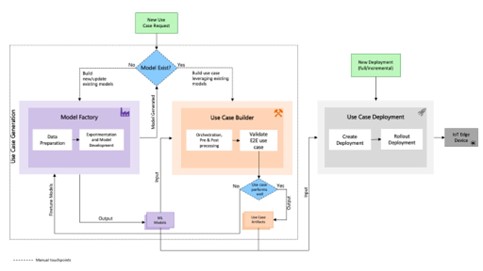 New Use
Case Request
Model Exist?
No
Yes
Build
new/update
existing models
Build use case
leveraging existing
models
New Deployment
(full/incremental)
Use Case Generation
Model Factory
Data
Preparation
Experimentation
and Model
Development
Model Generated
Use Case Builder
Orchestration,
Pre & Post
processing
Validate
E2E use
case
Use Case Deployment
Create
Deployment
Rollout
Deployment
IoT Edge
Device
Use case
performs
well
No
Yes
Output
Finetune Models
Output
Input
Input
ML
Models
Use Case
Artifacts
Manual touchpoints